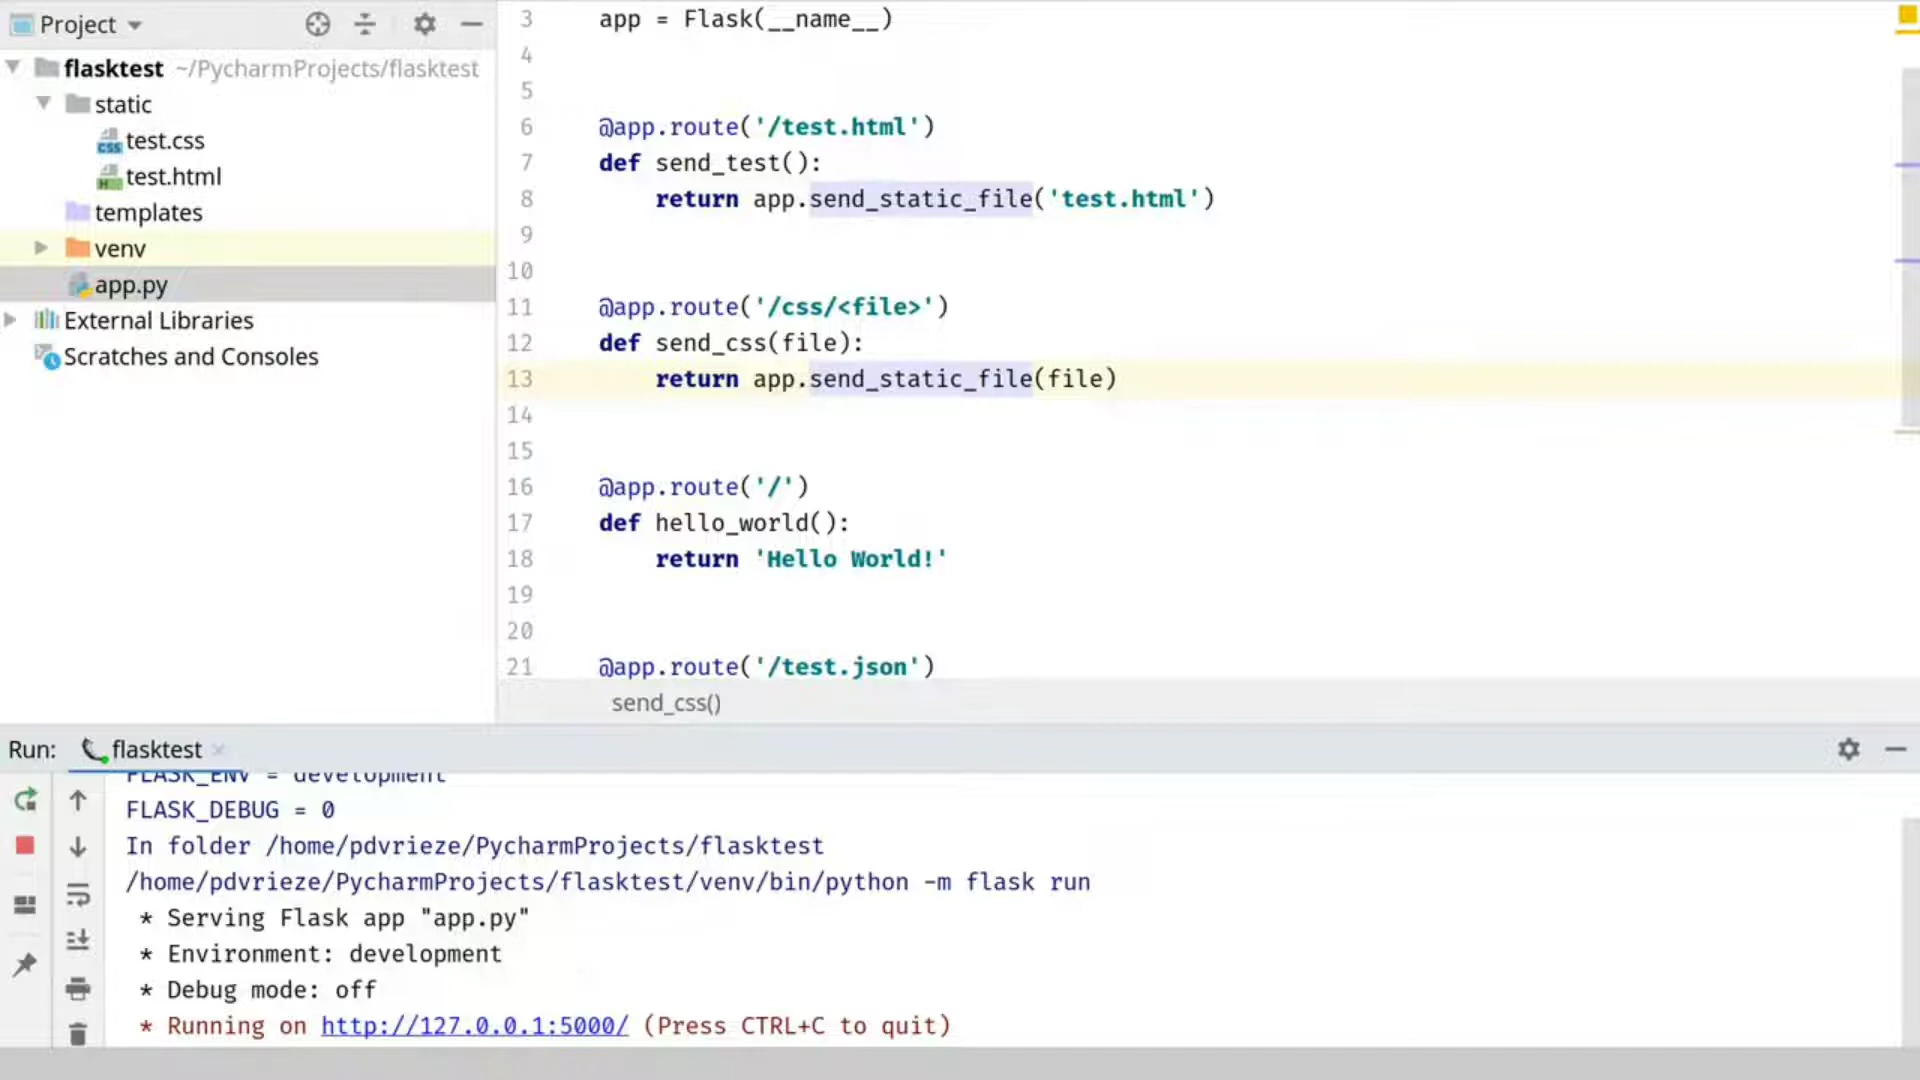 Project
flasktest ~/PycharmProjects/flasktest
static
test.css
test.html
templates
venv
app.py
External Libraries
Scratches and Consoles
3 app = Flask(__name__)
4
5
6 @app.route('/test.html')
7 def send_test():
8 return app.send_static_file('test.html')
9
10
11 @app.route('/css/<file>')
12 def send_css(file):
13 return app.send_static_file(file)
14
15
16 @app.route('/')
17 def hello_world():
18 return 'Hello World!'
19
20
21 @app.route('/test.json')
send_css()
Run: flasktest
FLASK_ENV = development
FLASK_DEBUG = 0
In folder /home/pdvrieze/PycharmProjects/flasktest
/home/pdvrieze/PycharmProjects/flasktest/venv/bin/python -m flask run
* Serving Flask app "app.py"
* Environment: development
* Debug mode: off
* Running on http://127.0.0.1:5000/ (Press CTRL+C to quit)